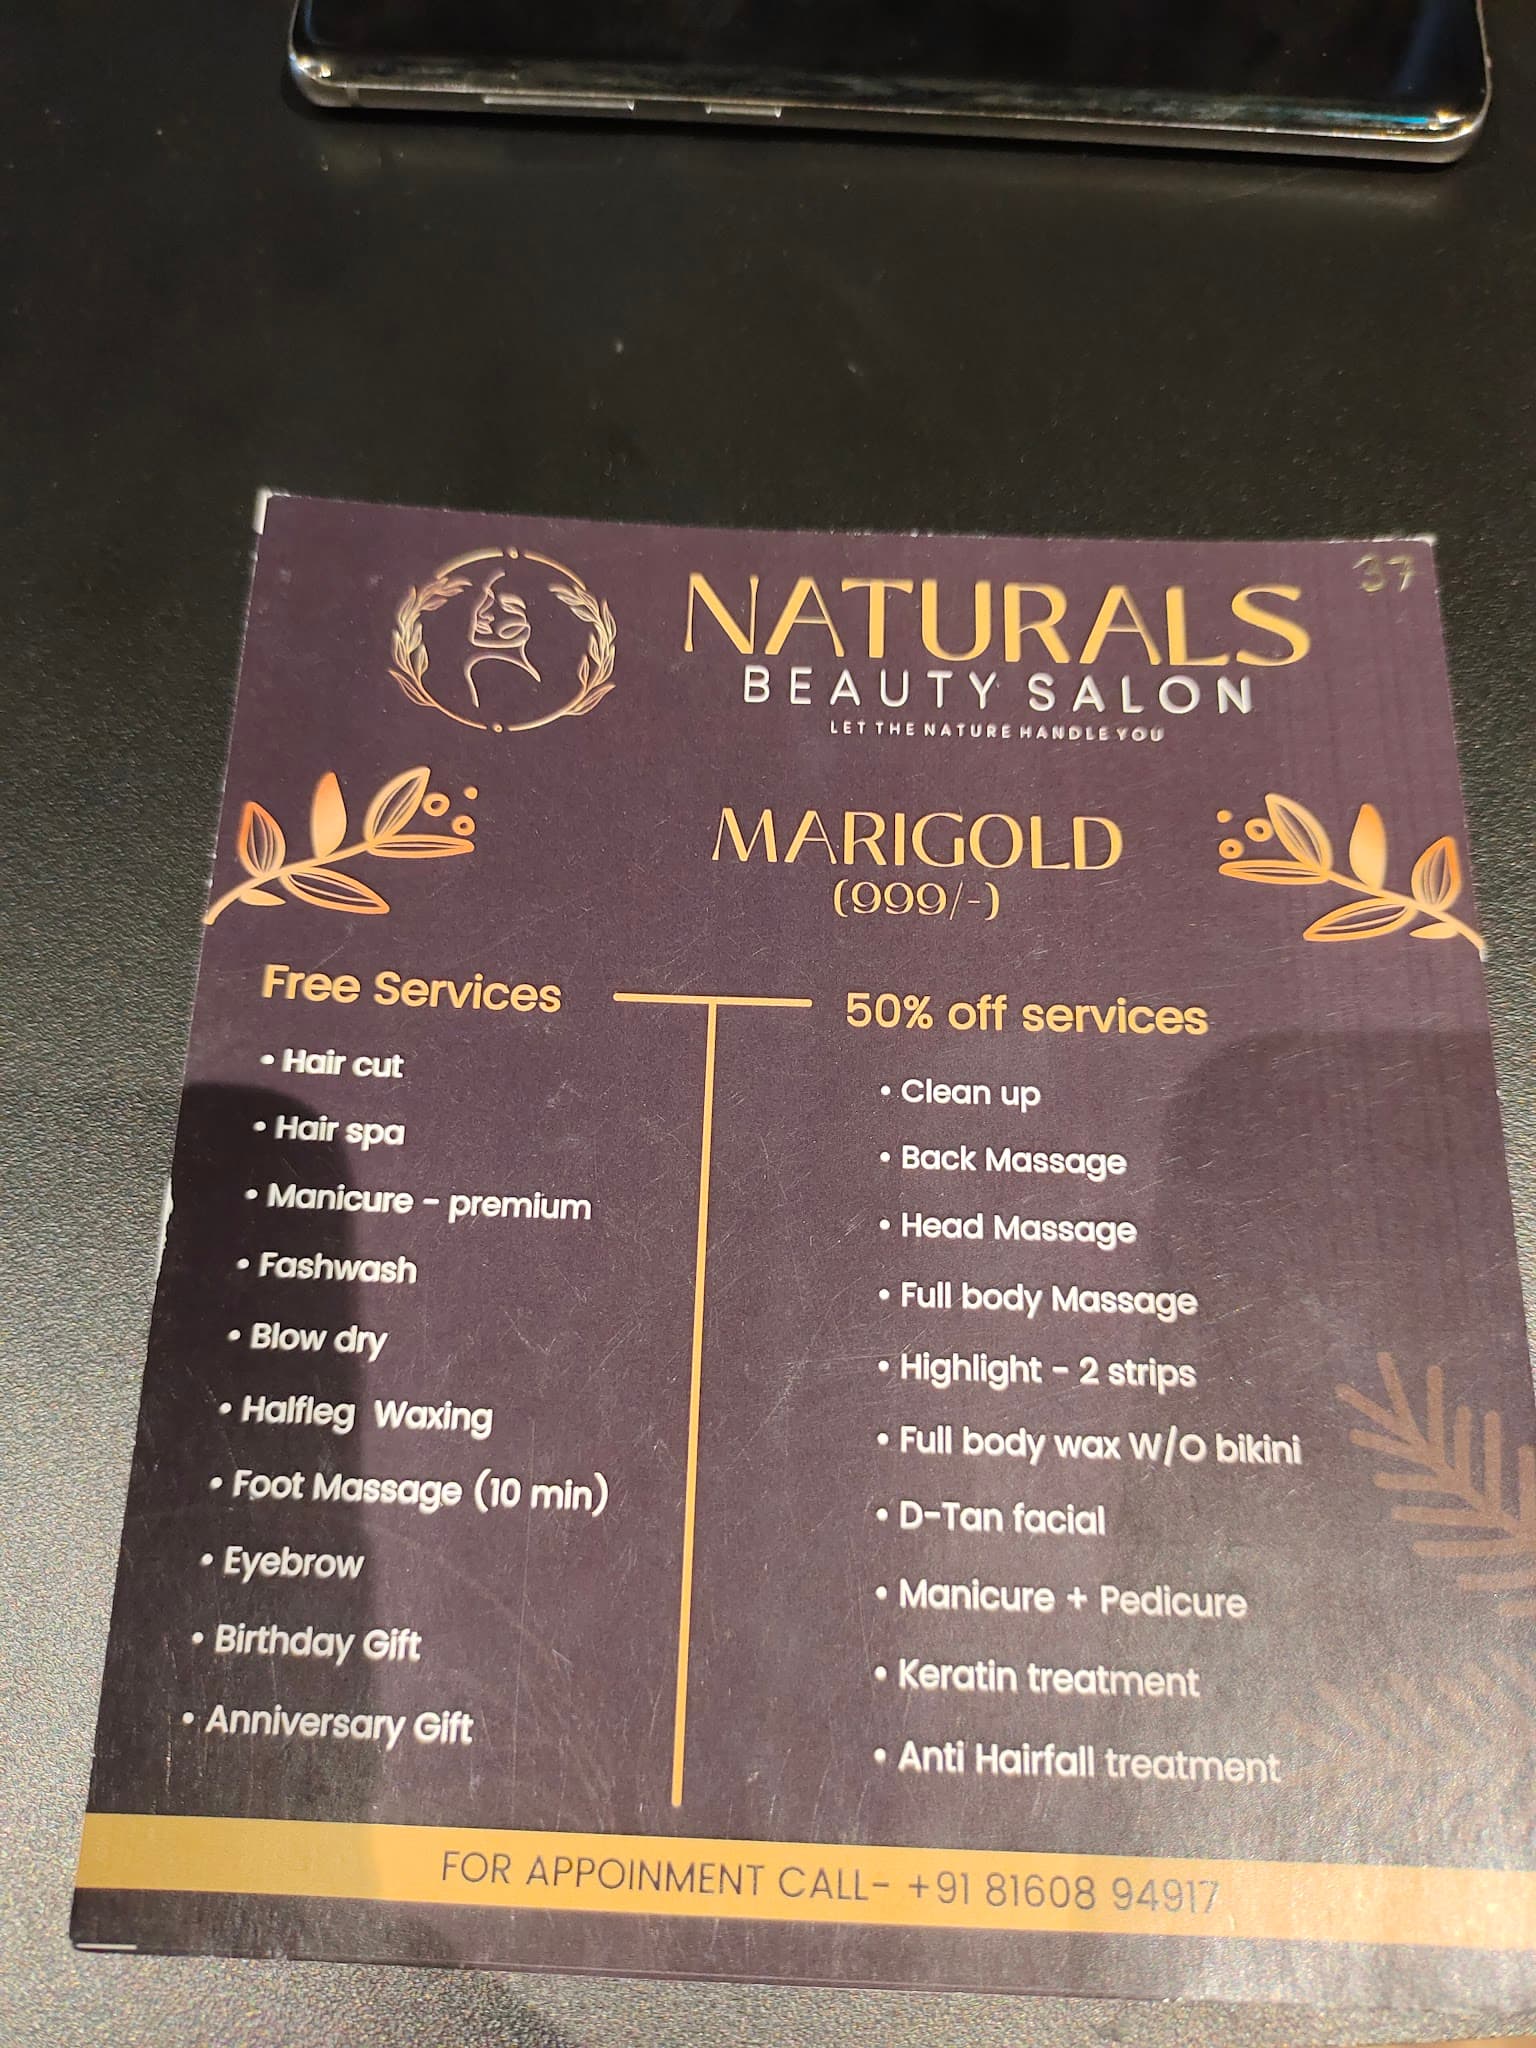 37
NATURALS
BEAUTY SALON
LET THE NATURE HANDLE YOU
MARIGOLD
(999/-)
Free Services
• Hair cut
• Hair spa
• Manicure - premium
• Fashwash
• Blow dry
• Halfleg Waxing
• Foot Massage (10 min)
• Eyebrow
• Birthday Gift
• Anniversary Gift
50% off services
• Clean up
• Back Massage
• Head Massage
• Full body Massage
• Highlight - 2 strips
• Full body wax W/O bikini
• D-Tan facial
• Manicure + Pedicure
• Keratin treatment
• Anti Hairfall treatment
FOR APPOINMENT CALL- +91 81608 94917